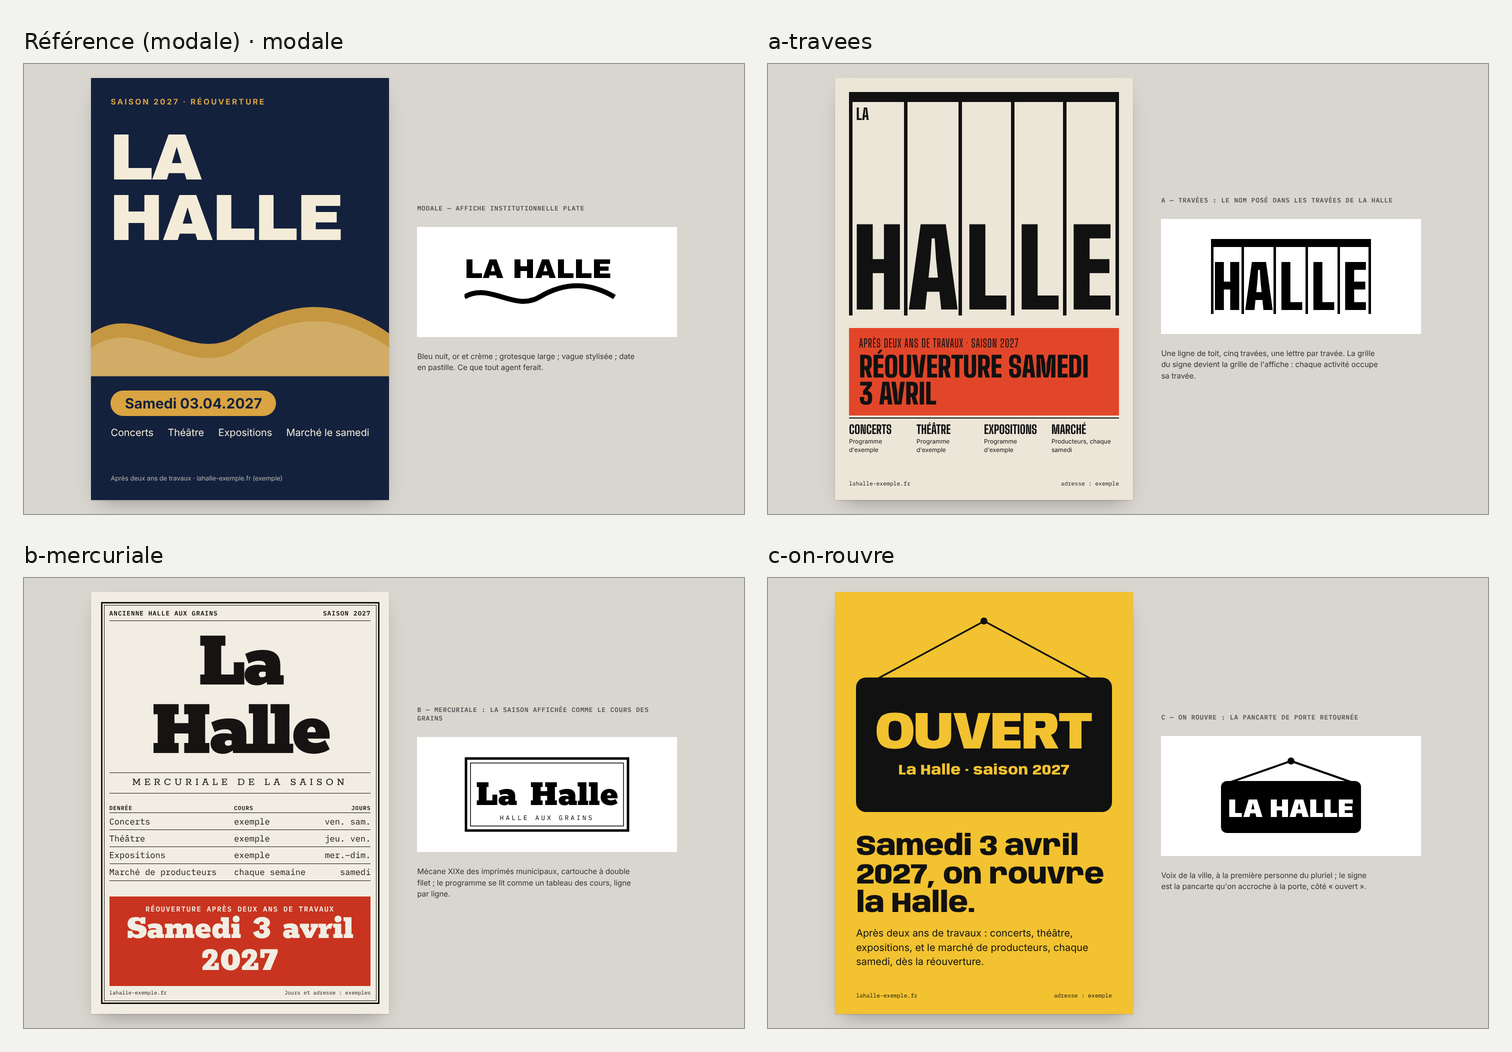 Référence (modale) · modale
SAISON 2027 · RÉOUVERTURE
LA
HALLE
Samedi 03.04.2027
Concerts Théâtre Expositions Marché le samedi
Après deux ans de travaux · lahalle-exemple.fr (exemple)
MODALE — AFFICHE INSTITUTIONNELLE PLATE
LA HALLE
Bleu nuit, or et crème ; grotesque large ; vague stylisée ; date
en pastille. Ce que tout agent ferait.
a-travees
LA
HALLE
APRÈS DEUX ANS DE TRAVAUX · SAISON 2027
RÉOUVERTURE SAMEDI
3 AVRIL
CONCERTS THÉÂTRE EXPOSITIONS MARCHÉ
Programme Programme Programme Producteurs, chaque
d'exemple d'exemple d'exemple samedi
lahalle-exemple.fr adresse : exemple
A — TRAVÉES : LE NOM POSÉ DANS LES TRAVÉES DE LA HALLE
HALLE
Une ligne de toit, cinq travées, une lettre par travée. La grille
du signe devient la grille de l'affiche : chaque activité occupe
sa travée.
b-mercuriale
ANCIENNE HALLE AUX GRAINS SAISON 2027
La
Halle
MERCURIALE DE LA SAISON
DENRÉE COURS JOURS
Concerts exemple ven. sam.
Théâtre exemple jeu. ven.
Expositions exemple mer.–dim.
Marché de producteurs chaque semaine samedi
RÉOUVERTURE APRÈS DEUX ANS DE TRAVAUX
Samedi 3 avril
2027
lahalle-exemple.fr Jours et adresse : exemples
B — MERCURIALE : LA SAISON AFFICHÉE COMME LE COURS DES
GRAINS
La Halle
HALLE AUX GRAINS
Mécane XIXe des imprimés municipaux, cartouche à double
filet ; le programme se lit comme un tableau des cours, ligne
par ligne.
c-on-rouvre
OUVERT
La Halle · saison 2027
Samedi 3 avril
2027, on rouvre
la Halle.
Après deux ans de travaux : concerts, théâtre,
expositions, et le marché de producteurs, chaque
samedi, dès la réouverture.
lahalle-exemple.fr adresse : exemple
C — ON ROUVRE : LA PANCARTE DE PORTE RETOURNÉE
LA HALLE
Voix de la ville, à la première personne du pluriel ; le signe
est la pancarte qu'on accroche à la porte, côté « ouvert ».